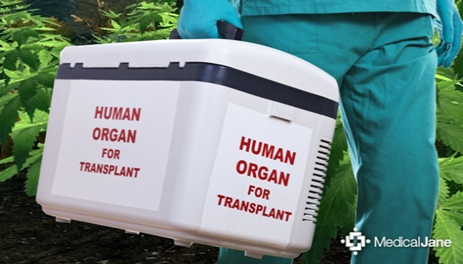 HUMAN
ORGAN
FOR
TRANSPLANT
HUMAN
ORGAN
FOR
TRANSPLANT
MedicalJane